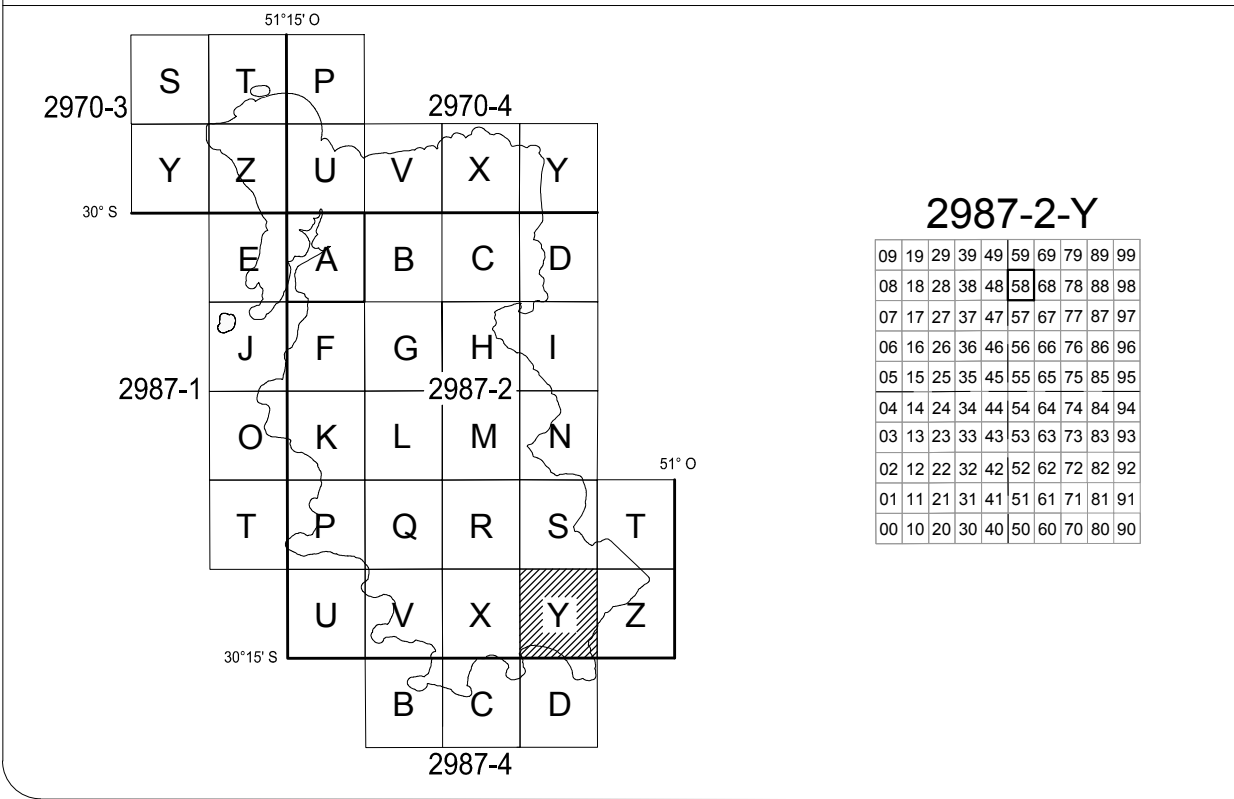 51°15' O
S T P
2970-3 2970-4
Y Z U V X Y
30° S
E A B C D
J F G H I
2987-1 2987-2
O K L M N
51° O
T P Q R S T
U V X Y Z
30°15' S
B C D
2987-4
2987-2-Y
09 19 29 39 49 59 69 79 89 99
08 18 28 38 48 58 68 78 88 98
07 17 27 37 47 57 67 77 87 97
06 16 26 36 46 56 66 76 86 96
05 15 25 35 45 55 65 75 85 95
04 14 24 34 44 54 64 74 84 94
03 13 23 33 43 53 63 73 83 93
02 12 22 32 42 52 62 72 82 92
01 11 21 31 41 51 61 71 81 91
00 10 20 30 40 50 60 70 80 90